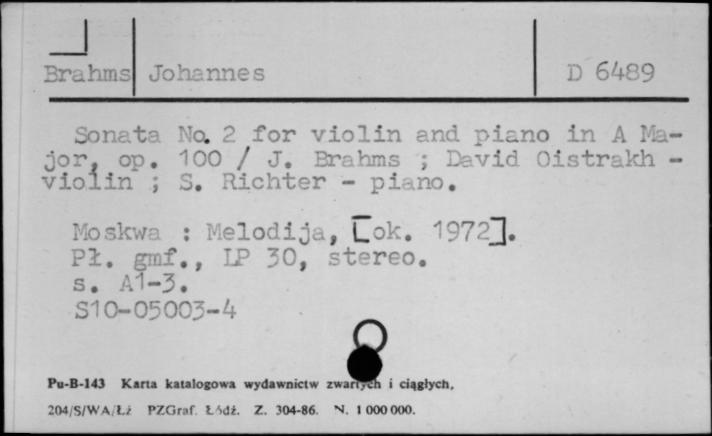 Brahms Johannes D 6489
Sonata No. 2 for violin and piano in A Ma-
jor, op. 100 / J. Brahms ; David Oistrakh -
violin ; S. Richter - piano.
Moskwa : Melodija, [ok. 1972].
Pł. gmf., LP 30, stereo.
s. A1-3.
S10-05003-4
Pu-B-143 Karta katalogowa wydawnictw zwartych i ciągłych.
204/S/WA/Łż PZGraf. Łódź. Z. 304-86. N. 1 000 000.